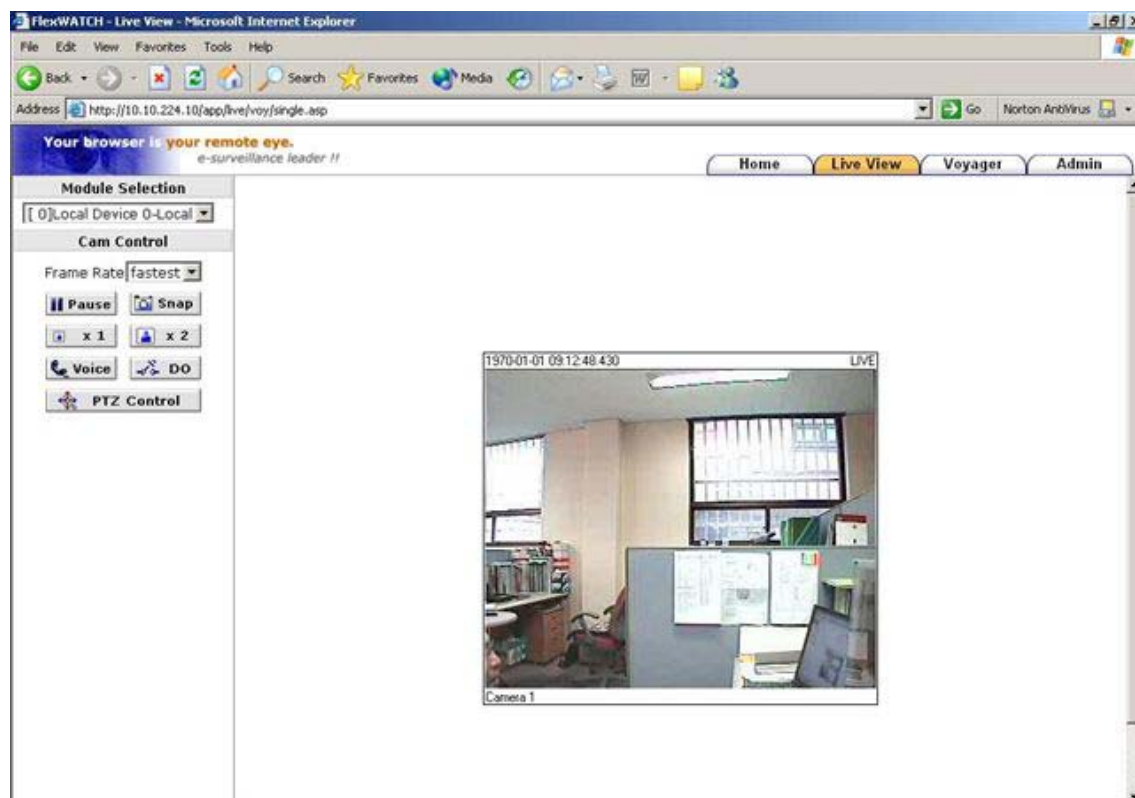 FlexWATCH - Live View - Microsoft Internet Explorer
File Edit View Favorites Tools Help
Back Search Favorites Media
Address http://10.10.224.10/app/live/voy/single.asp Go Norton AntiVirus
Your browser is your remote eye.
e-surveillance leader !!
Home Live View Voyager Admin
Module Selection
[ 0]Local Device 0-Local
Cam Control
Frame Rate fastest
Pause Snap
x 1 x 2
Voice DO
PTZ Control
1970-01-01 09:12:48.430 LIVE
Camera 1